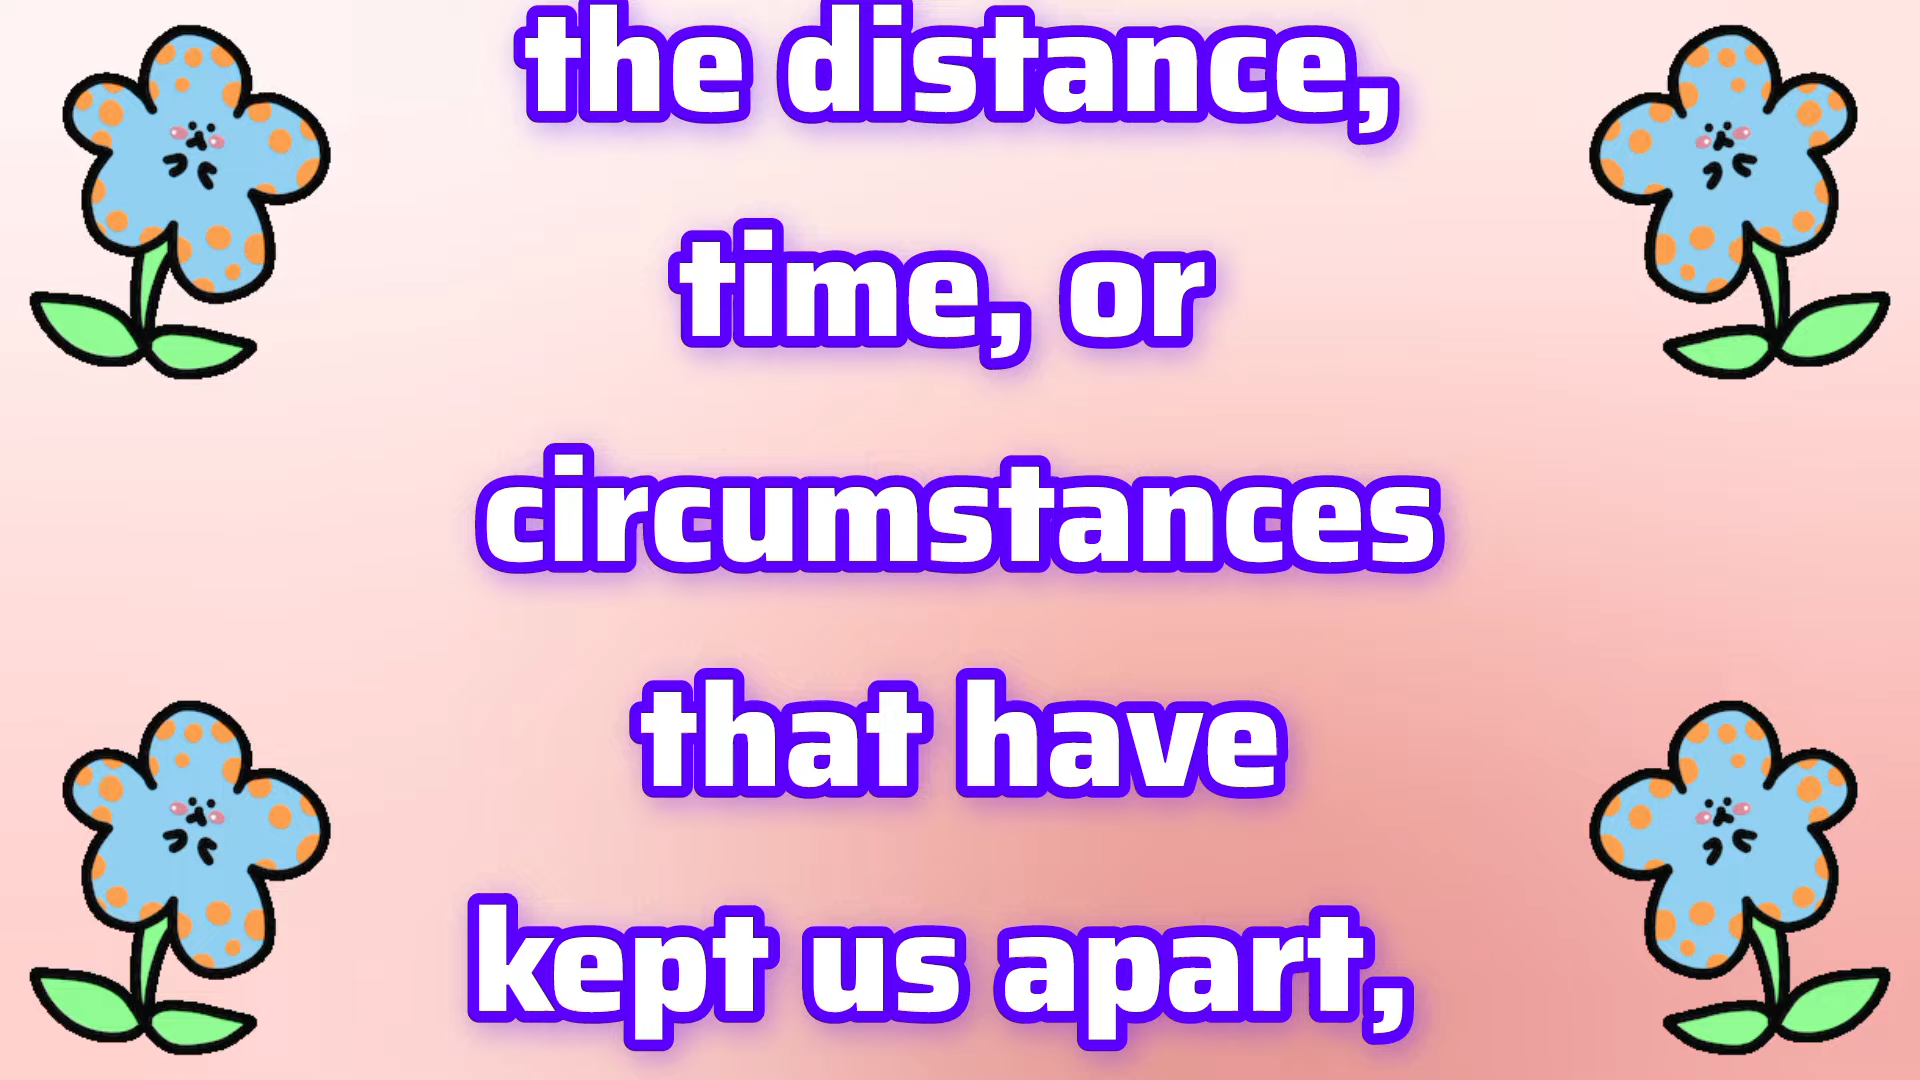 the distance,
time, or
circumstances
that have
kept us apart,